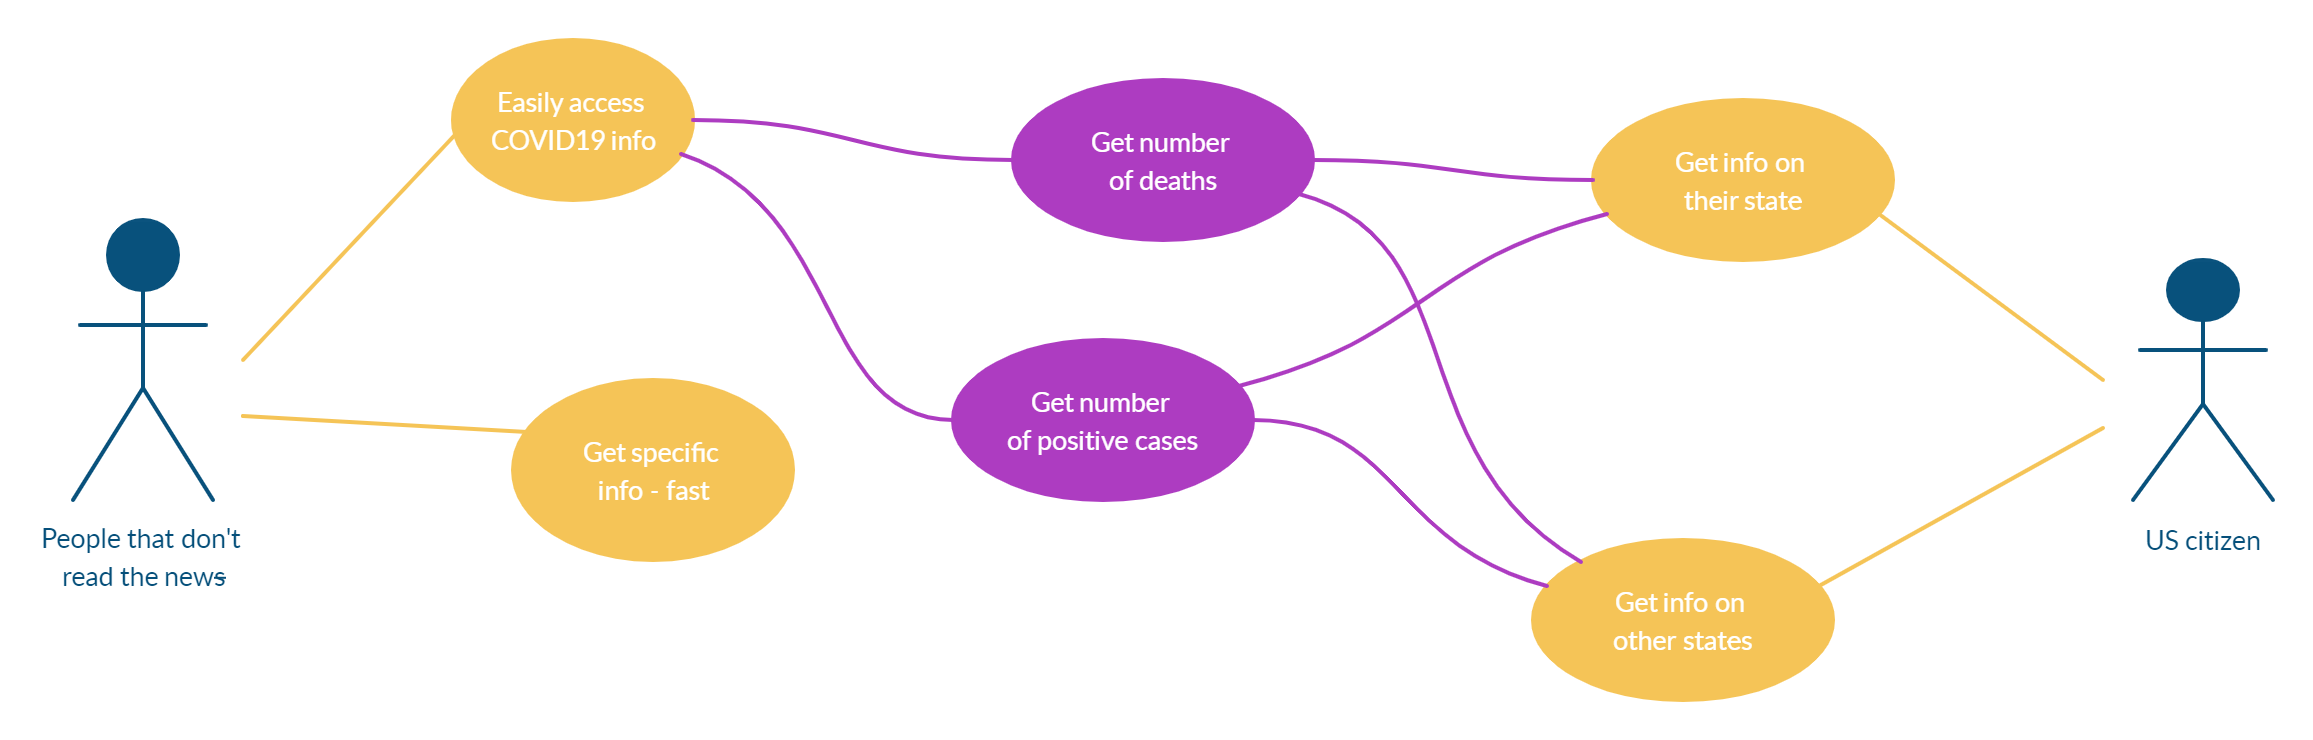 Easily access
COVID19 info
Get number
of deaths
Get info on
their state
Get number
of positive cases
Get specific
info - fast
People that don't
read the news
US citizen
Get info on
other states